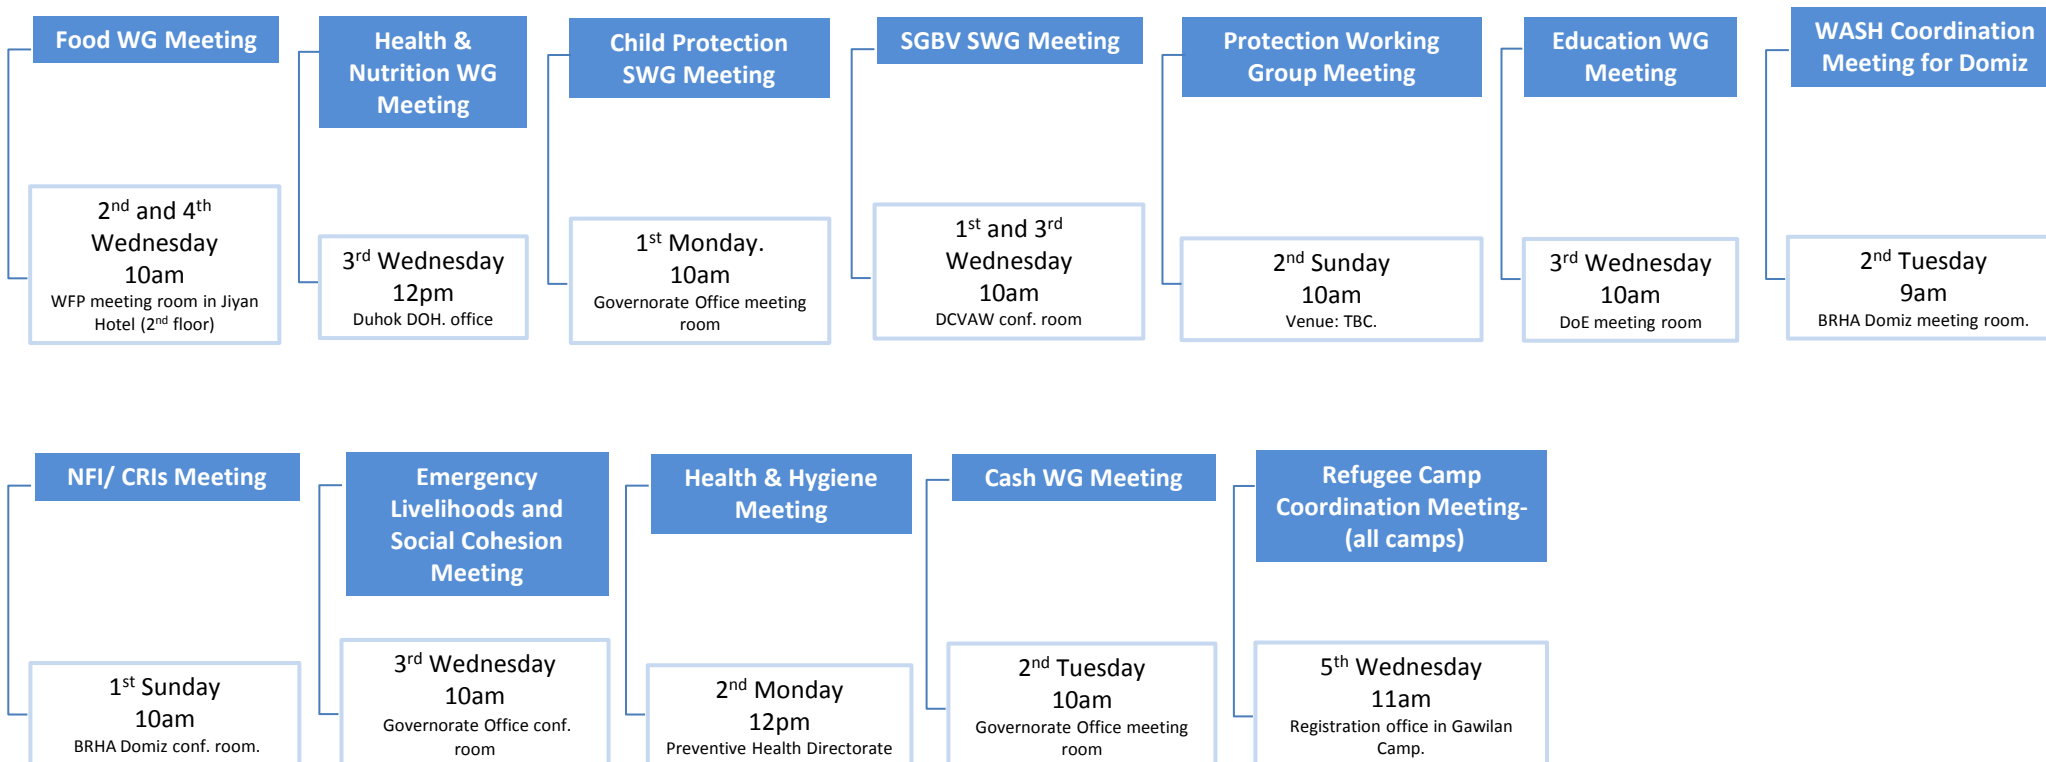 Food WG Meeting
2nd and 4th
Wednesday
10am
WFP meeting room in Jiyan
Hotel (2nd floor)
Health &
Nutrition WG
Meeting
3rd Wednesday
12pm
Duhok DOH. office
Child Protection
SWG Meeting
1st Monday.
10am
Governorate Office meeting
room
SGBV SWG Meeting
1st and 3rd
Wednesday
10am
DCVAW conf. room
Protection Working
Group Meeting
2nd Sunday
10am
Venue: TBC.
Education WG
Meeting
3rd Wednesday
10am
DoE meeting room
WASH Coordination
Meeting for Domiz
2nd Tuesday
9am
BRHA Domiz meeting room.
NFI/ CRIs Meeting
1st Sunday
10am
BRHA Domiz conf. room.
Emergency
Livelihoods and
Social Cohesion
Meeting
3rd Wednesday
10am
Governorate Office conf.
room
Health & Hygiene
Meeting
2nd Monday
12pm
Preventive Health Directorate
Cash WG Meeting
2nd Tuesday
10am
Governorate Office meeting
room
Refugee Camp
Coordination Meeting-
(all camps)
5th Wednesday
11am
Registration office in Gawilan
Camp.